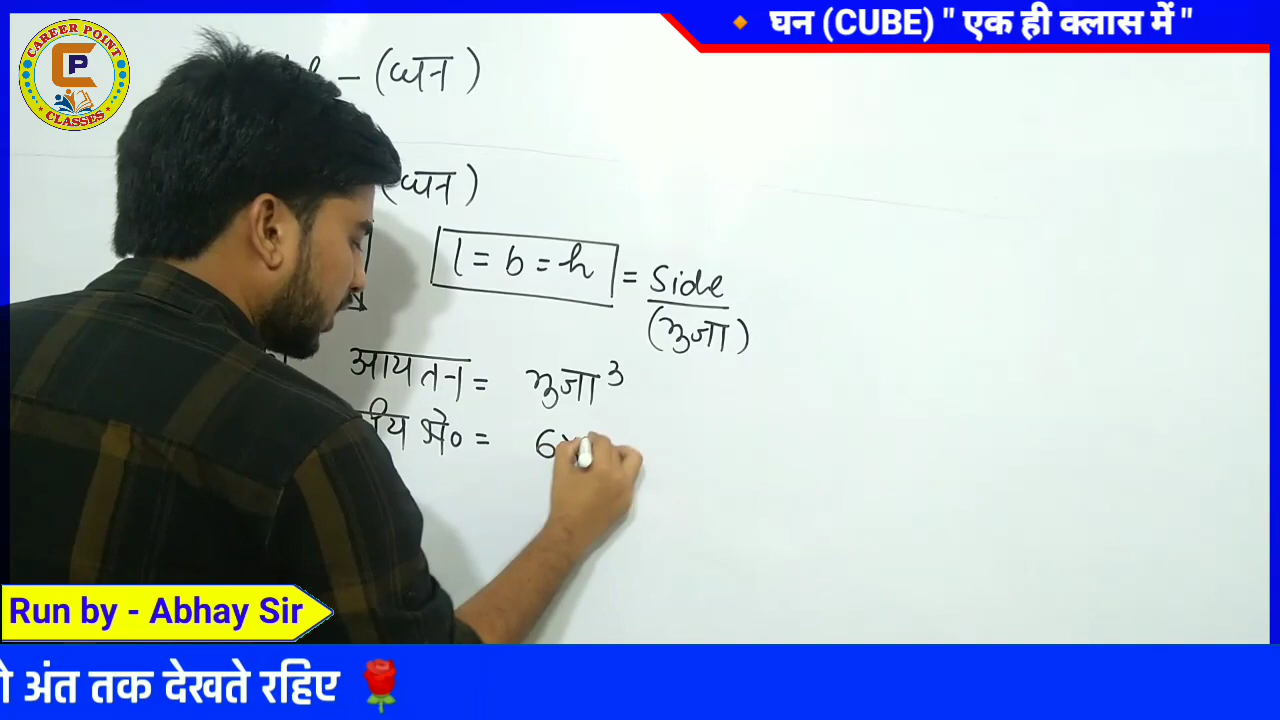 🔸 घन (CUBE) " एक ही क्लास में "
CAREER POINT
CP
CLASSES
– (घन)
(घन)
l = b = h = Side
(भुजा)
आयतन = भुजा³
क्षे० = 6×
Run by - Abhay Sir
अंत तक देखते रहिए 🌹